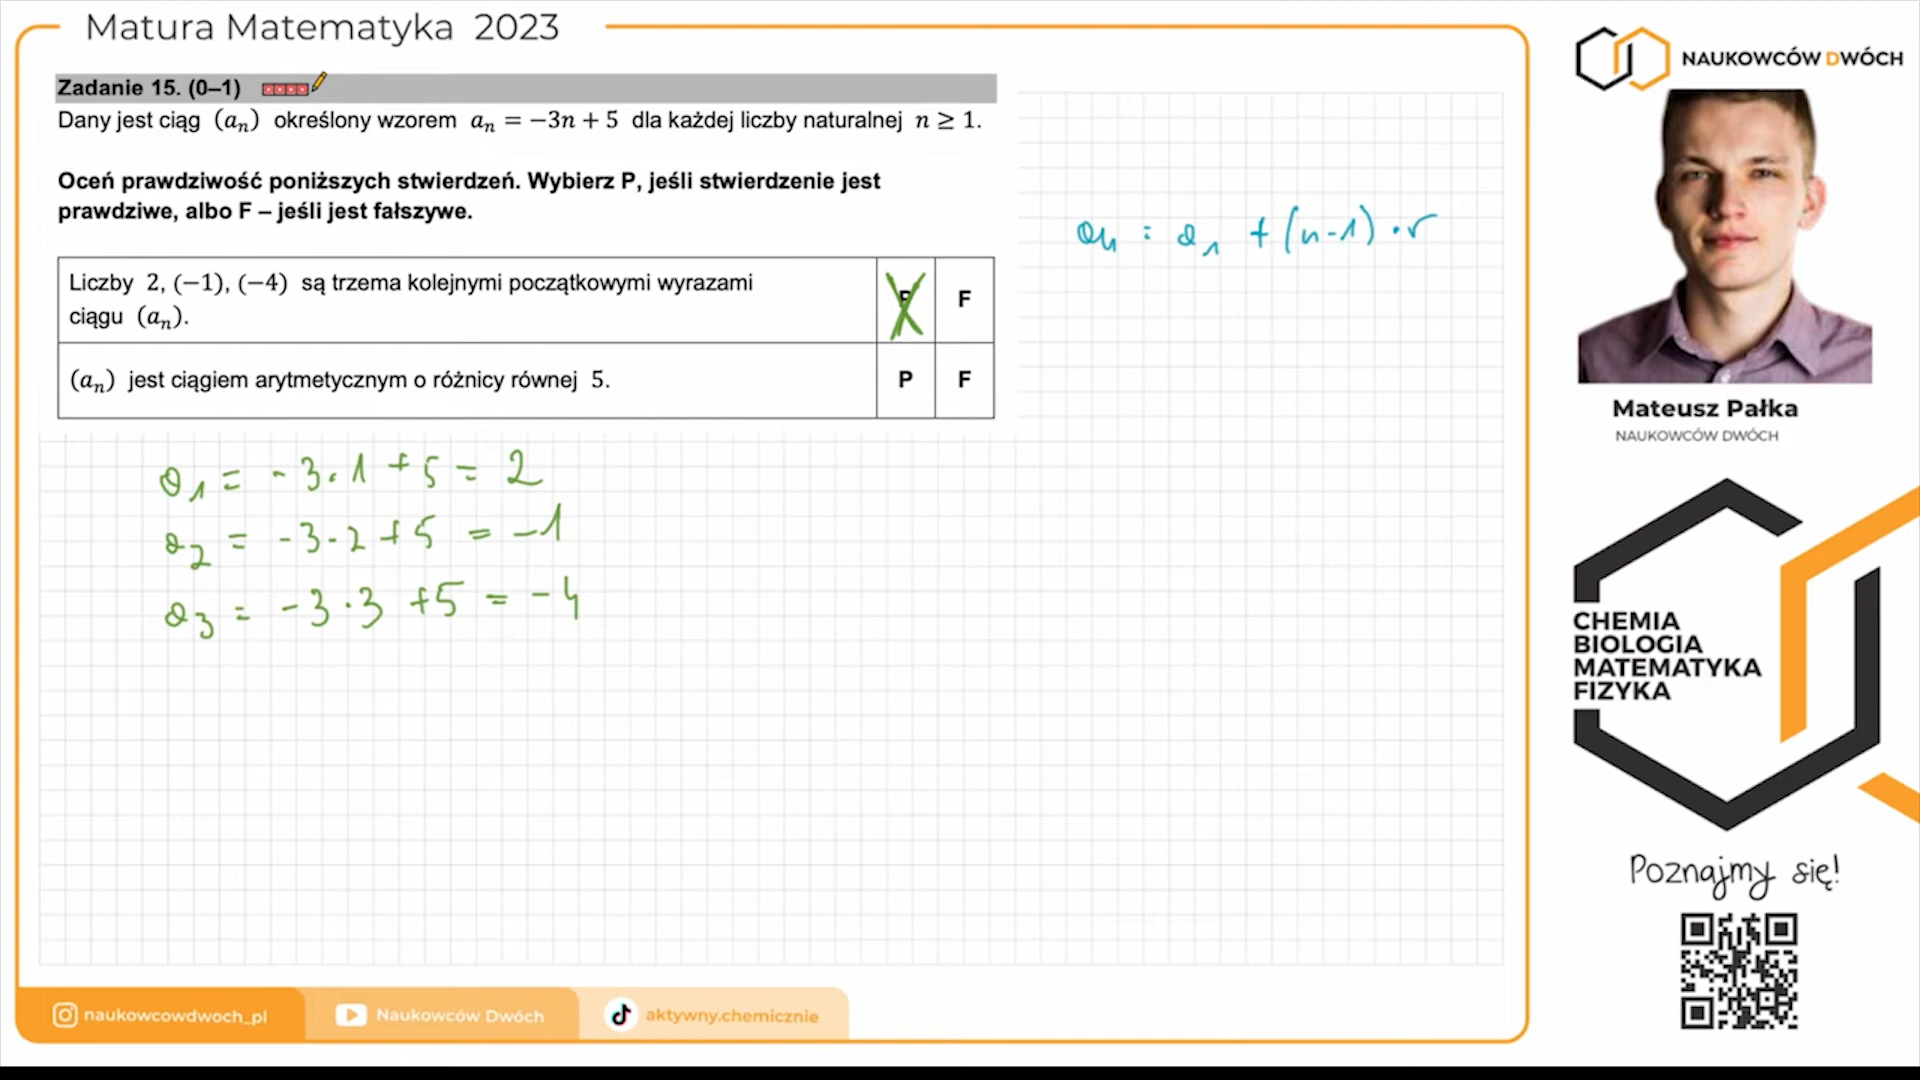 Matura Matematyka 2023
Zadanie 15. (0–1)
Dany jest ciąg (aₙ) określony wzorem aₙ = −3n + 5 dla każdej liczby naturalnej n ≥ 1.
Oceń prawdziwość poniższych stwierdzeń. Wybierz P, jeśli stwierdzenie jest
prawdziwe, albo F – jeśli jest fałszywe.
Liczby 2, (−1), (−4) są trzema kolejnymi początkowymi wyrazami
ciągu (aₙ).
P F
(aₙ) jest ciągiem arytmetycznym o różnicy równej 5.
P F
a₁ = -3·1 +5 = 2
a₂ = -3·2 +5 = -1
a₃ = -3·3 +5 = -4
aₙ = a₁ + (n-1)·r
NAUKOWCÓW DWÓCH
Mateusz Pałka
NAUKOWCÓW DWÓCH
CHEMIA
BIOLOGIA
MATEMATYKA
FIZYKA
Poznajmy się!
naukowcowdwoch_pl
Naukowców Dwóch
aktywny.chemicznie